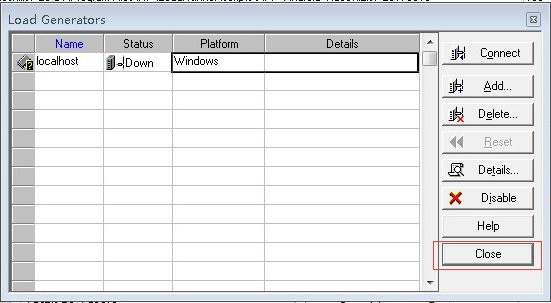 Load Generators
Name Status Platform Details
localhost Down Windows
Connect
Add...
Delete...
Reset
Details...
Disable
Help
Close